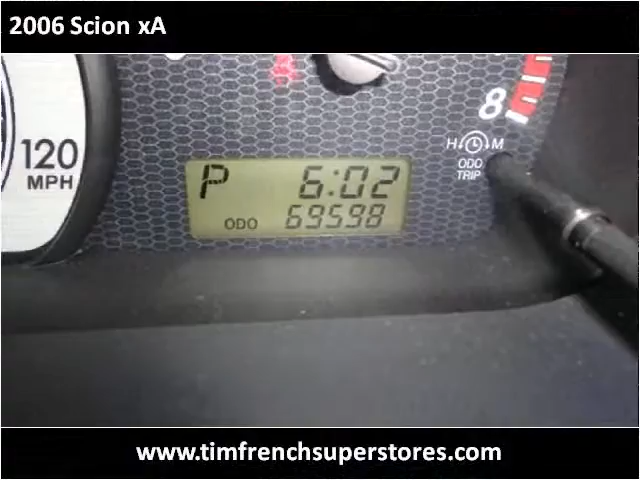 2006 Scion xA
8
H M
120
MPH
ODO
TRIP
P 6:02
ODO 69598
www.timfrenchsuperstores.com